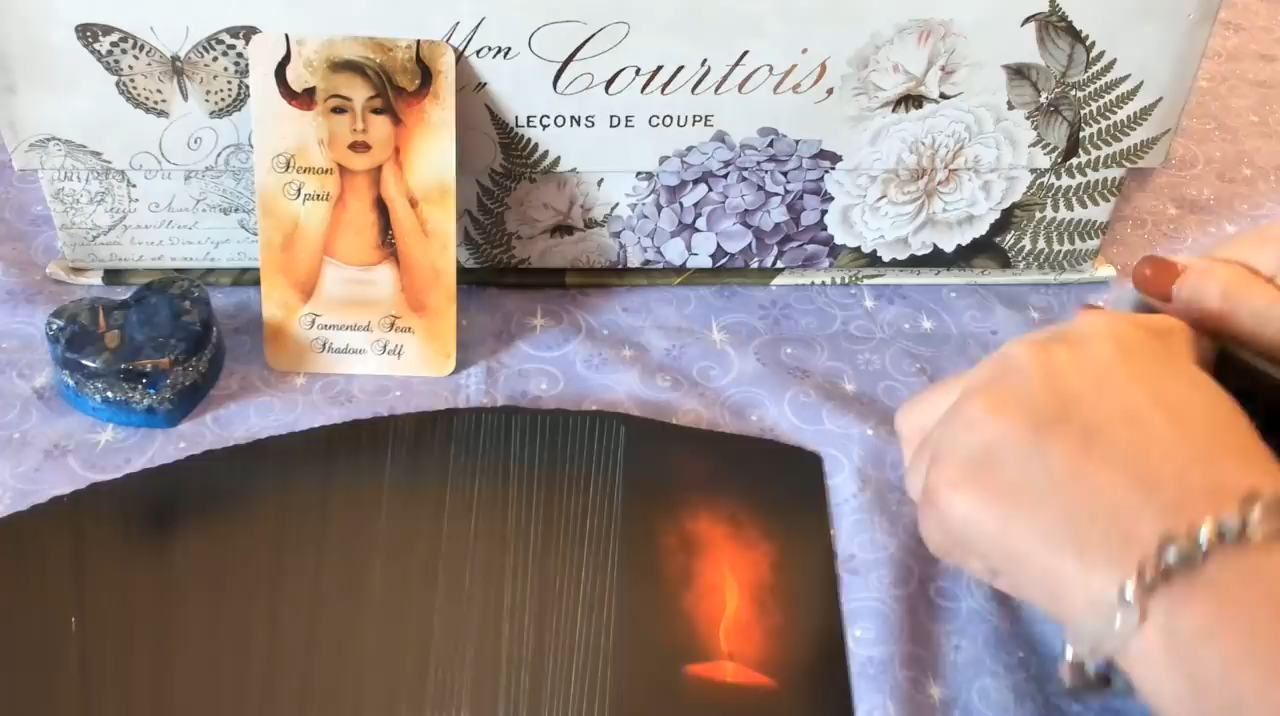 Mon Courtois,
LEÇONS DE COUPE
Demon
Spirit
Tormented, Fear,
Shadow Self